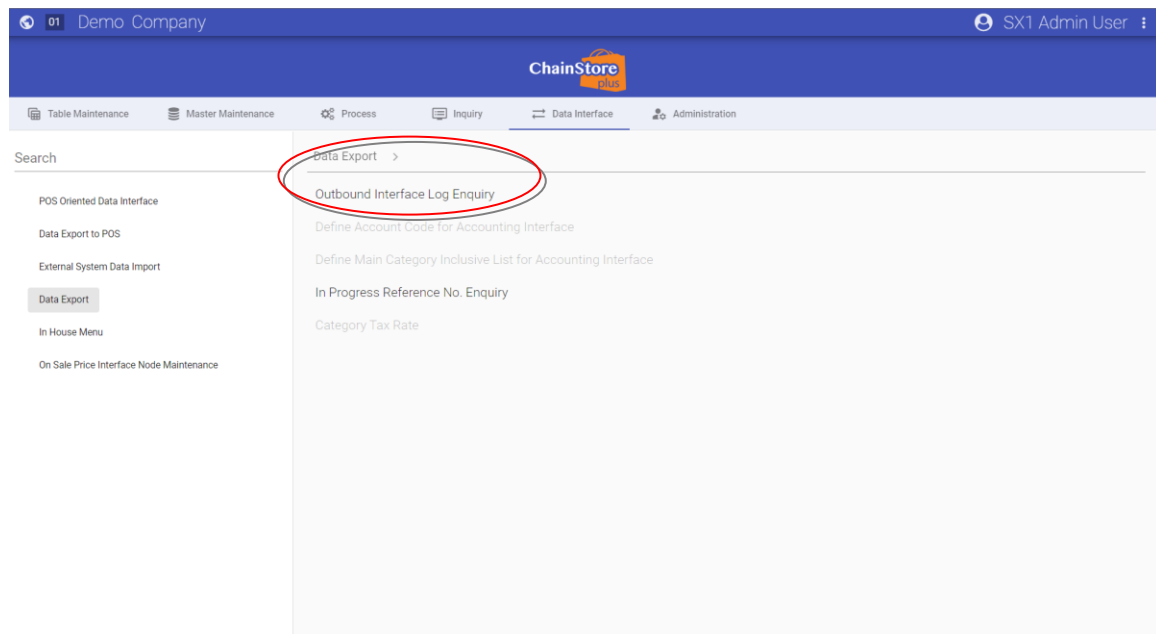 01 Demo Company SX1 Admin User
ChainStore
plus
Table Maintenance Master Maintenance Process Inquiry Data Interface Administration
Search
POS Oriented Data Interface
Data Export to POS
External System Data Import
Data Export
In House Menu
On Sale Price Interface Node Maintenance
Data Export >
Outbound Interface Log Enquiry
Define Account Code for Accounting Interface
Define Main Category Inclusive List for Accounting Interface
In Progress Reference No. Enquiry
Category Tax Rate